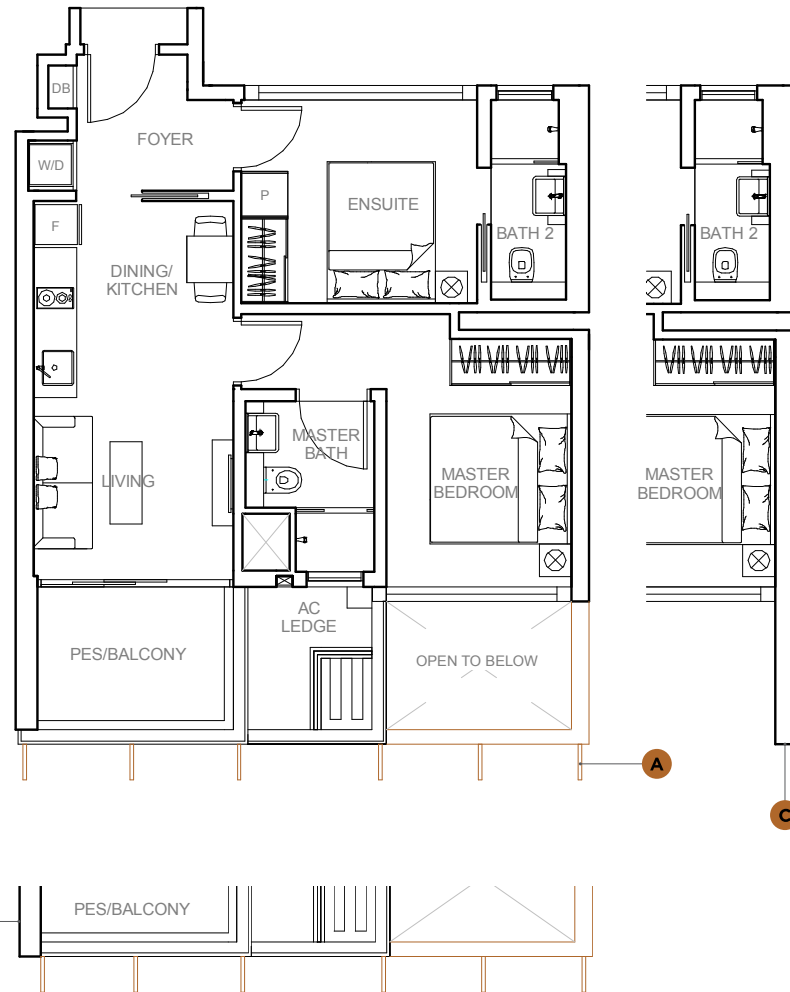 DB
FOYER
W/D
P
ENSUITE
F
BATH 2
BATH 2
DINING/
KITCHEN
MASTER
BATH
LIVING
MASTER
BEDROOM
MASTER
BEDROOM
AC
LEDGE
PES/BALCONY
OPEN TO BELOW
A
C
PES/BALCONY